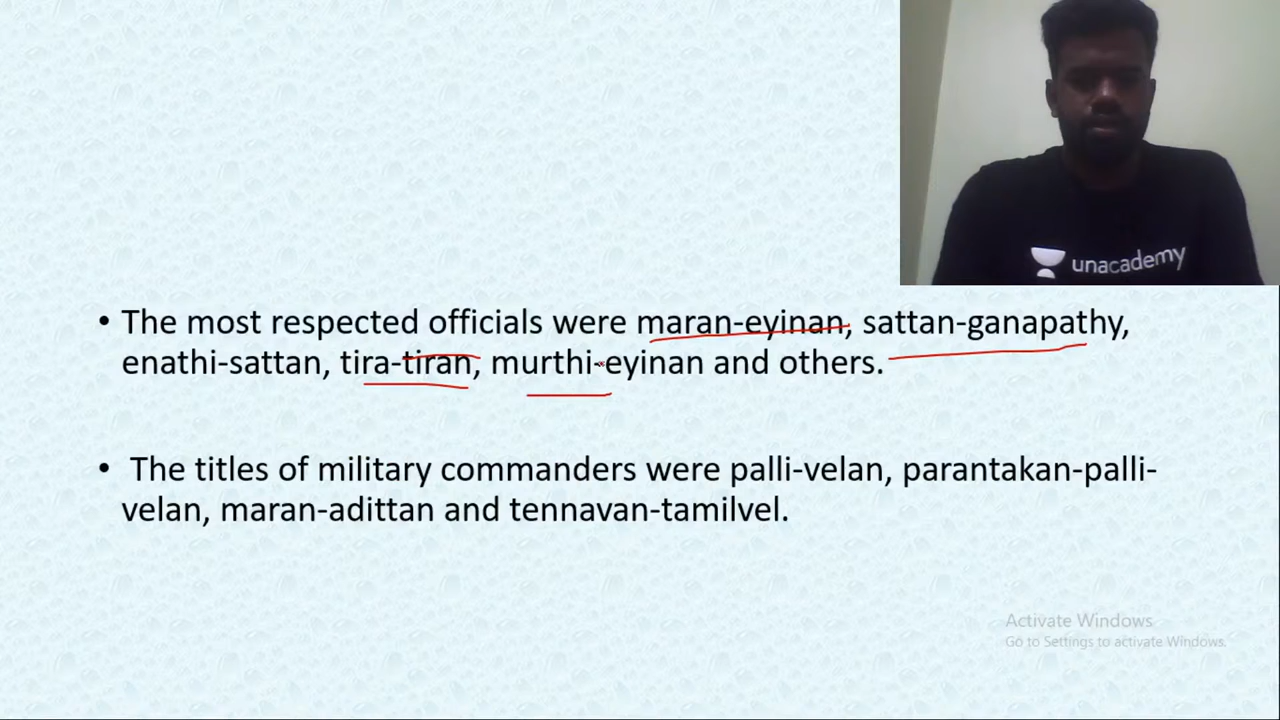 unacademy
• The most respected officials were maran-eyinan, sattan-ganapathy,
enathi-sattan, tira-tiran, murthi-eyinan and others.
• The titles of military commanders were palli-velan, parantakan-palli-
velan, maran-adittan and tennavan-tamilvel.
Activate Windows
Go to Settings to activate Windows.